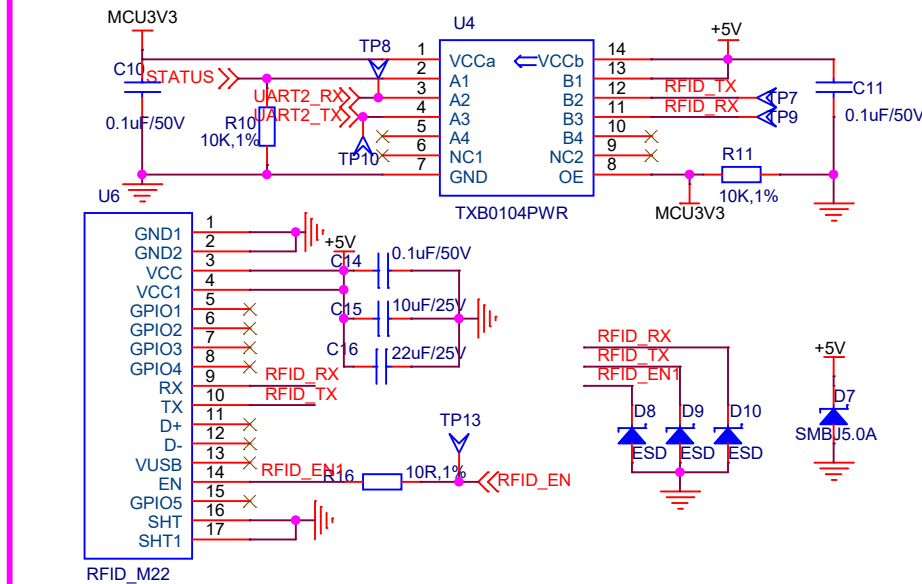 MCU3V3
U4
+5V
TP8
1
VCCa
VCCb
14
C10
STATUS
2
A1
B1
13
UART2_RX
3
A2
B2
12
RFID_TX
TP7
C11
UART2_TX
4
A3
B3
11
RFID_RX
TP9
0.1uF/50V
R10
10K,1%
5
A4
B4
10
0.1uF/50V
TP10
6
NC1
NC2
9
7
GND
OE
8
R11
10K,1%
TXB0104PWR
MCU3V3
U6
GND1
1
GND2
2
VCC
3
VCC1
4
GPIO1
5
GPIO2
6
GPIO3
7
GPIO4
8
RX
9
RFID_RX
TX
10
RFID_TX
D+
11
D-
12
VUSB
13
EN
14
RFID_EN1
GPIO5
15
SHT
16
SHT1
17
RFID_M22
+5V
C14
0.1uF/50V
C15
10uF/25V
C16
22uF/25V
TP13
R16
10R,1%
RFID_EN
RFID_RX
RFID_TX
RFID_EN1
D8
D9
D10
ESD
ESD
ESD
+5V
D7
SMBJ5.0A